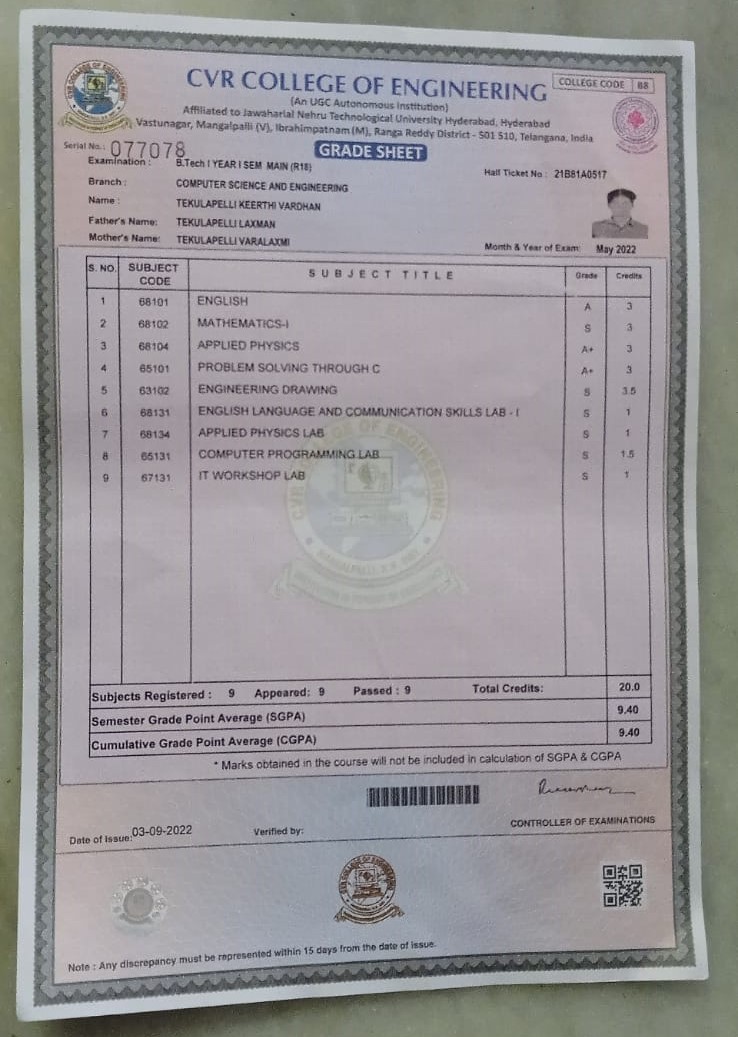 CVR COLLEGE OF ENGINEERING
COLLEGE CODE B8
(An UGC Autonomous Institution)
Affiliated to Jawaharlal Nehru Technological University Hyderabad, Hyderabad
Vastunagar, Mangalpalli (V), Ibrahimpatnam (M), Ranga Reddy District - 501 510, Telangana, India
Serial No.: 077078
GRADE SHEET
Examination : B.Tech I YEAR I SEM MAIN (R18)
Hall Ticket No : 21B81A0517
Branch : COMPUTER SCIENCE AND ENGINEERING
Name : TEKULAPELLI KEERTHI VARDHAN
Father's Name: TEKULAPELLI LAXMAN
Mother's Name: TEKULAPELLI VARALAXMI
Month & Year of Exam: May 2022
S. NO. SUBJECT CODE SUBJECT TITLE Grade Credits
1 68101 ENGLISH A 3
2 68102 MATHEMATICS-I S 3
3 68104 APPLIED PHYSICS A+ 3
4 65101 PROBLEM SOLVING THROUGH C A+ 3
5 63102 ENGINEERING DRAWING S 3.5
6 68131 ENGLISH LANGUAGE AND COMMUNICATION SKILLS LAB - I S 1
7 68134 APPLIED PHYSICS LAB S 1
8 65131 COMPUTER PROGRAMMING LAB S 1.5
9 67131 IT WORKSHOP LAB S 1
CVR COLLEGE OF ENGINEERING
Subjects Registered : 9 Appeared: 9 Passed : 9 Total Credits: 20.0
Semester Grade Point Average (SGPA) 9.40
Cumulative Grade Point Average (CGPA) 9.40
* Marks obtained in the course will not be included in calculation of SGPA & CGPA
Date of Issue: 03-09-2022
Verified by:
CONTROLLER OF EXAMINATIONS
CVR COLLEGE OF ENGINEERING
Note : Any discrepancy must be represented within 15 days from the date of issue.